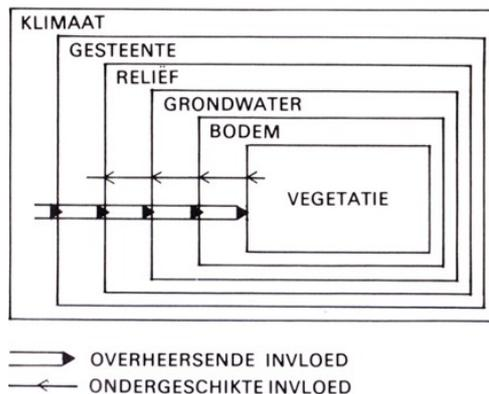 KLIMAAT
GESTEENTE
RELIËF
GRONDWATER
BODEM
VEGETATIE
OVERHEERSENDE INVLOED
ONDERGESCHIKTE INVLOED